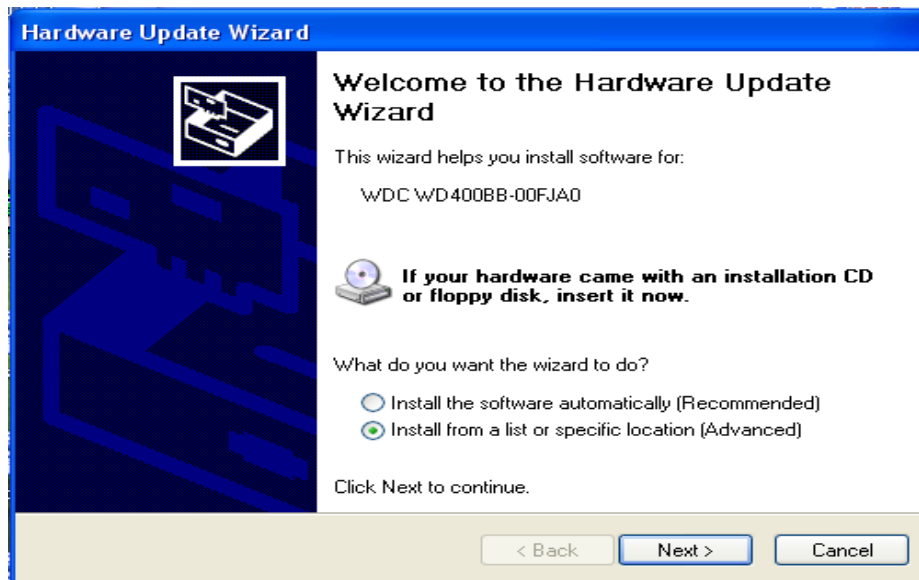 Hardware Update Wizard
Welcome to the Hardware Update
Wizard
This wizard helps you install software for:
WDC WD400BB-00FJA0
If your hardware came with an installation CD
or floppy disk, insert it now.
What do you want the wizard to do?
Install the software automatically (Recommended)
Install from a list or specific location (Advanced)
Click Next to continue.
< Back Next > Cancel